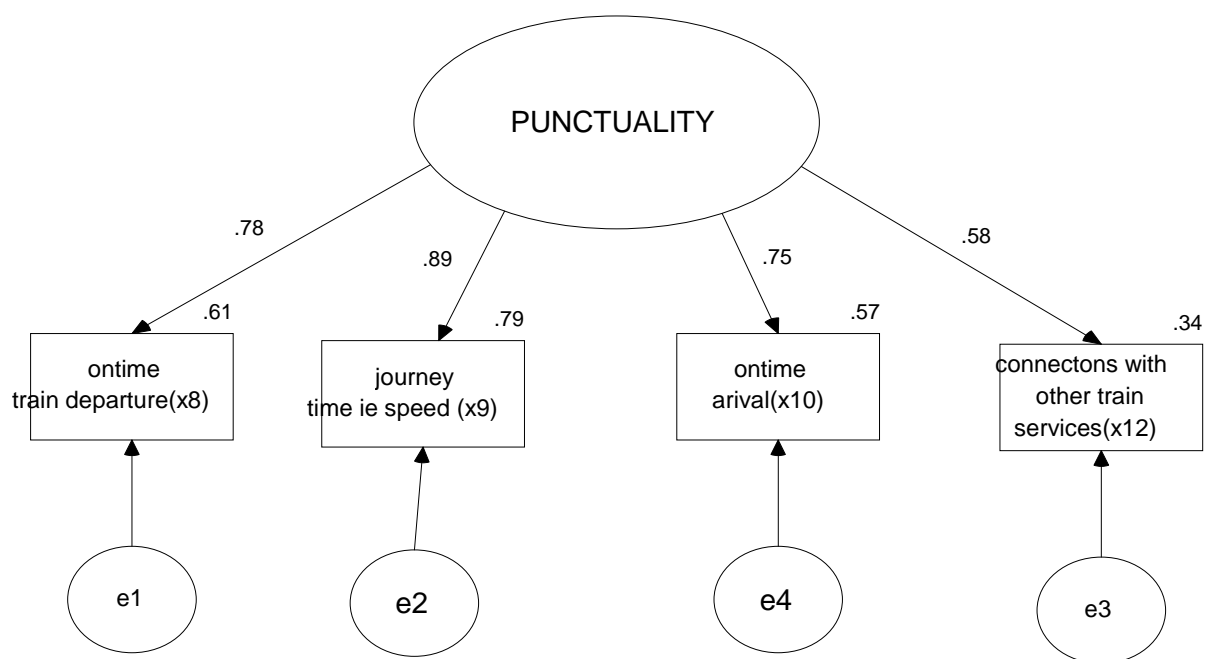 PUNCTUALITY
.78
.89
.75
.58
.61
.79
.57
.34
ontime
train departure(x8)
journey
time ie speed (x9)
ontime
arival(x10)
connectons with
other train
services(x12)
e1
e2
e4
e3